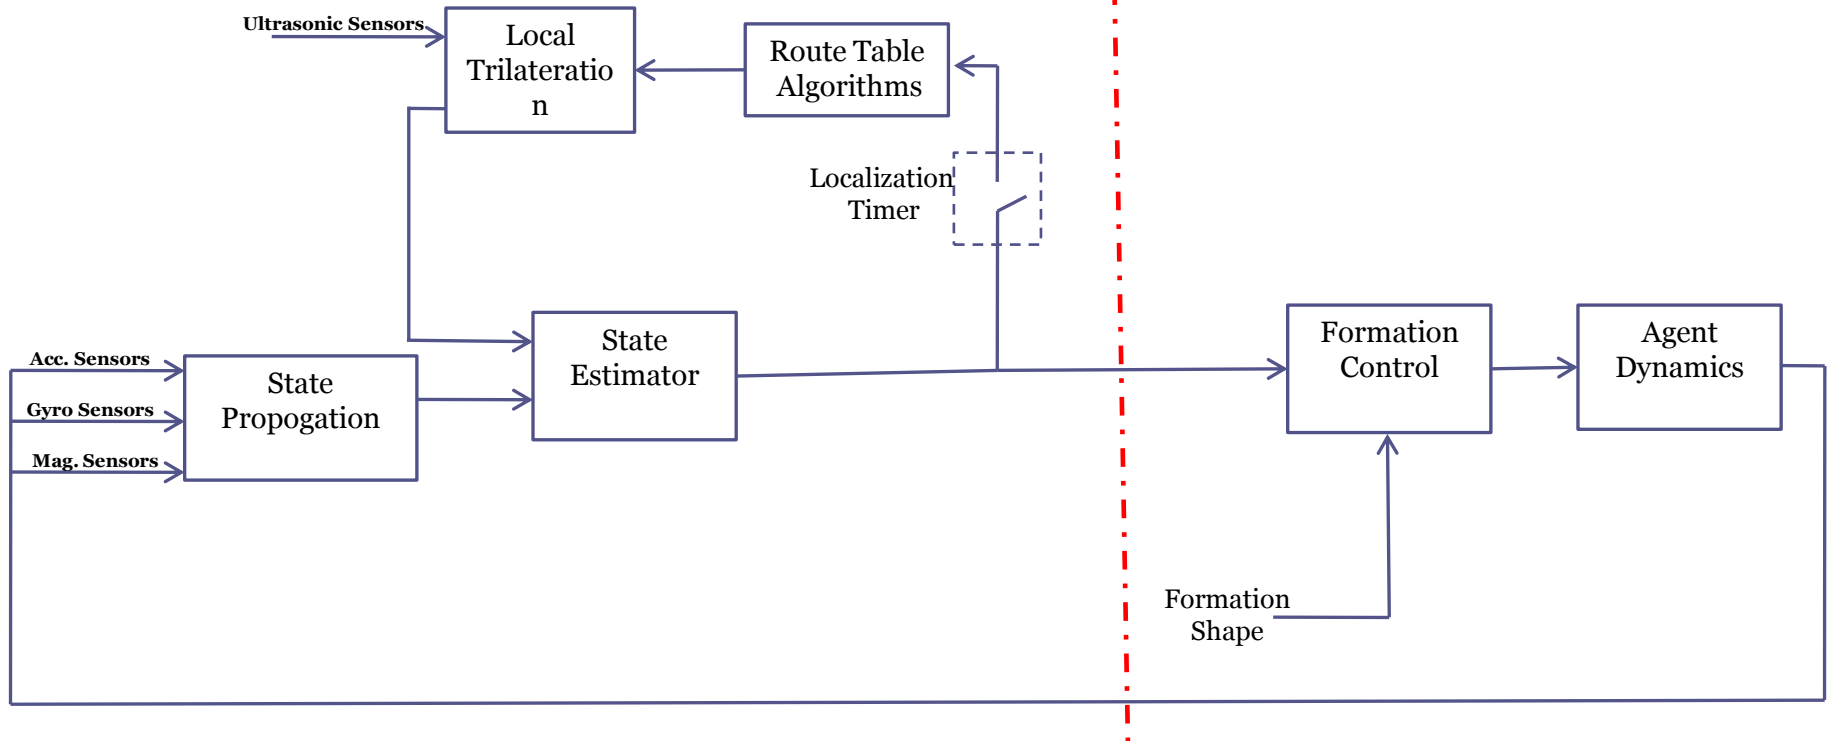 Ultrasonic Sensors
Local
Trilateratio
n
Route Table
Algorithms
Localization
Timer
State
Estimator
Formation
Control
Agent
Dynamics
Acc. Sensors
Gyro Sensors
Mag. Sensors
State
Propogation
Formation
Shape